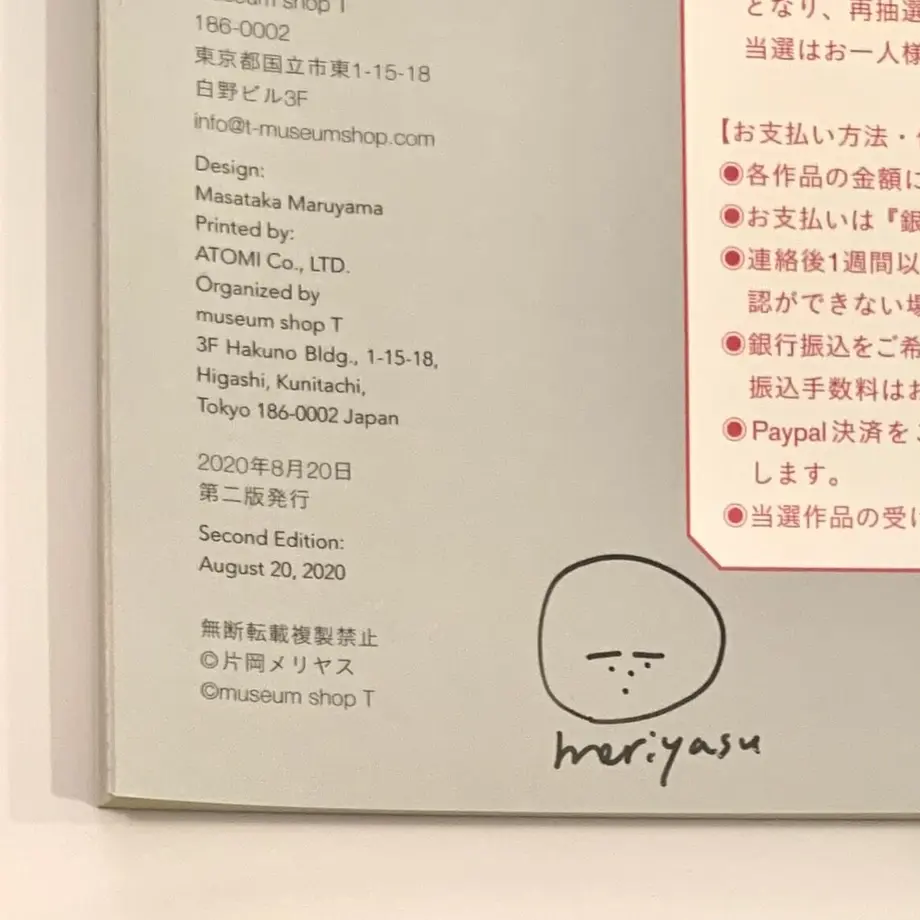 museum shop T
186-0002
東京都国立市東1-15-18
白野ビル3F
info@t-museumshop.com
Design:
Masataka Maruyama
Printed by:
ATOMI Co., LTD.
Organized by
museum shop T
3F Hakuno Bldg., 1-15-18,
Higashi, Kunitachi,
Tokyo 186-0002 Japan
2020年8月20日
第二版発行
Second Edition:
August 20, 2020
無断転載複製禁止
©片岡メリヤス
©museum shop T
となり、再抽選
当選はお一人様
【お支払い方法・
◉各作品の金額に
◉お支払いは『銀
◉連絡後1週間以
認ができない場
◉銀行振込をご希
振込手数料はお
◉Paypal決済をご
します。
◉当選作品の受け
meriyasu